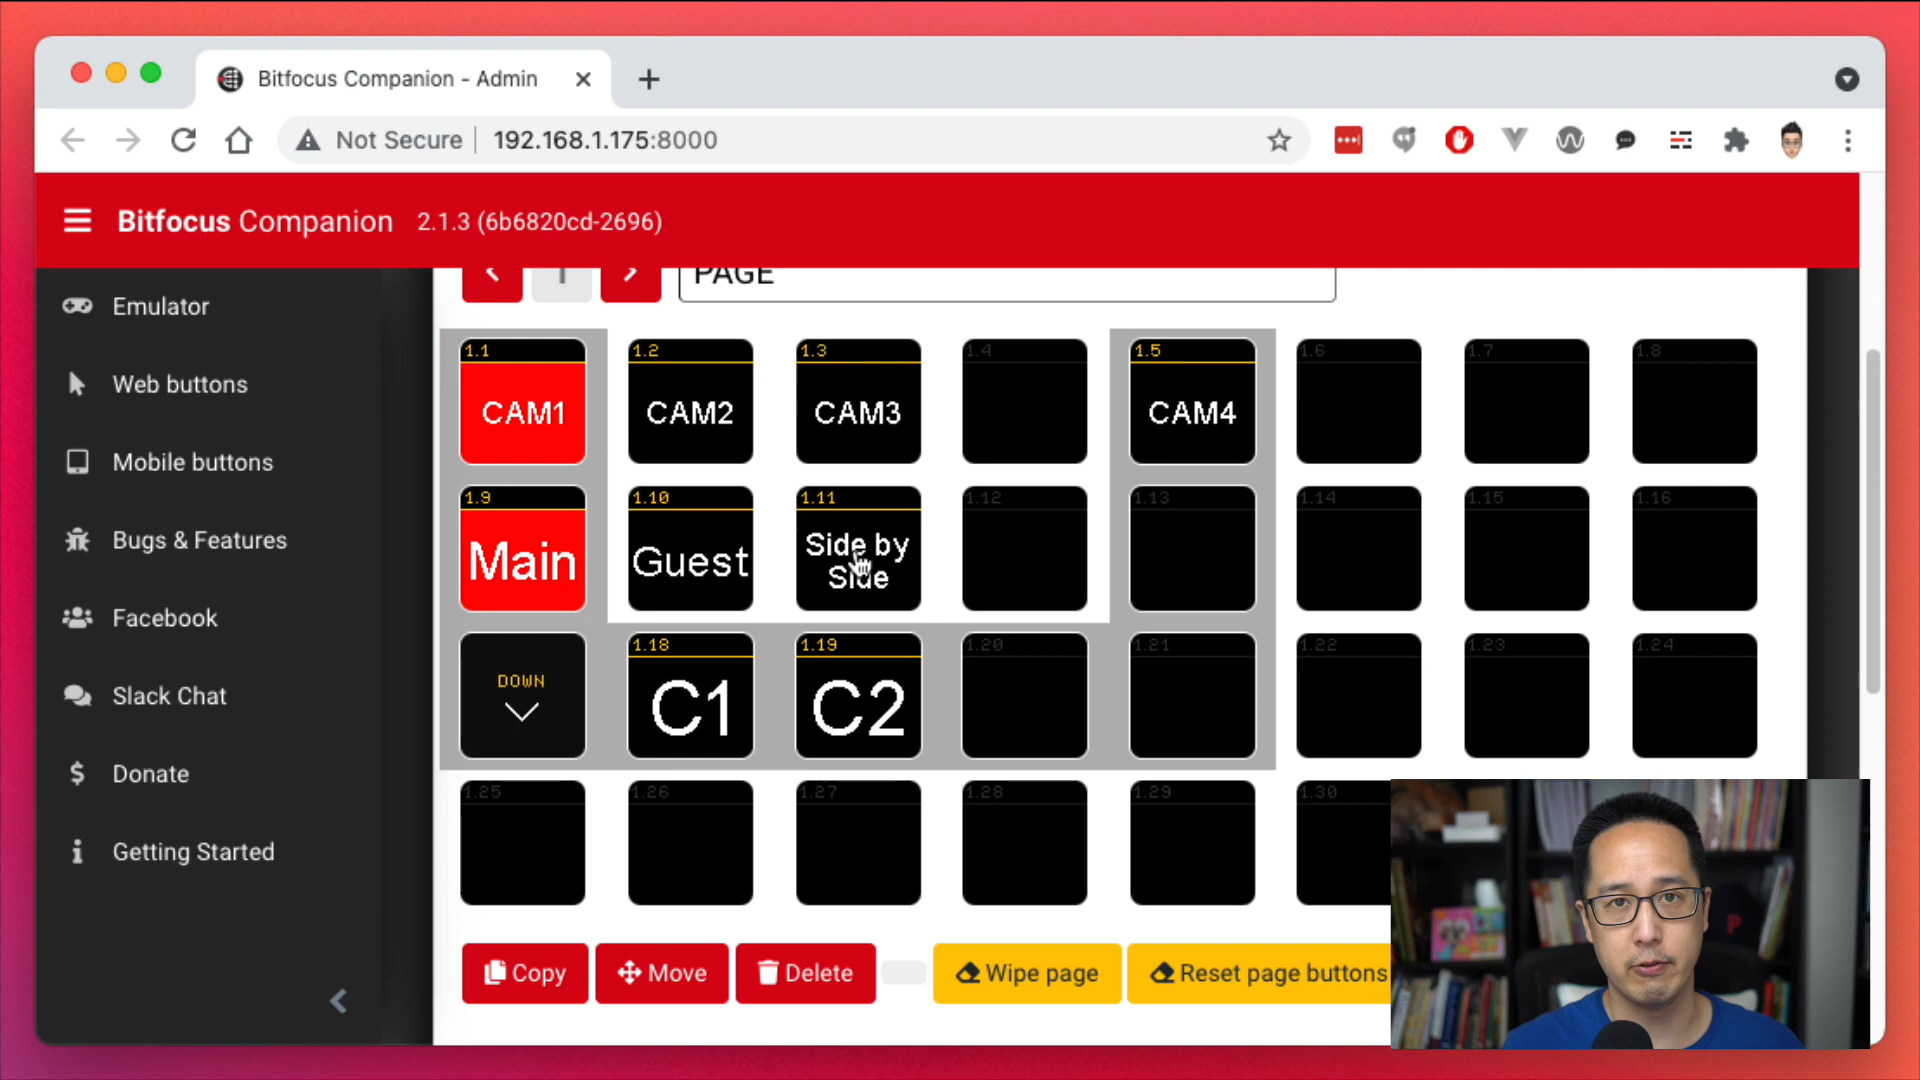 Bitfocus Companion - Admin
Not Secure 192.168.1.175:8000
Bitfocus Companion 2.1.3 (6b6820cd-2696)
PAGE
Emulator
Web buttons
Mobile buttons
Bugs & Features
Facebook
Slack Chat
$ Donate
Getting Started
1.1 1.2 1.3 1.4 1.5 1.6 1.7 1.8
CAM1 CAM2 CAM3 CAM4
1.9 1.10 1.11 1.12 1.13 1.14 1.15 1.16
Main Guest Side by
Side
1.18 1.19 1.20 1.21 1.22 1.23 1.24
DOWN C1 C2
1.25 1.26 1.27 1.28 1.29 1.30
Copy Move Delete Wipe page Reset page buttons